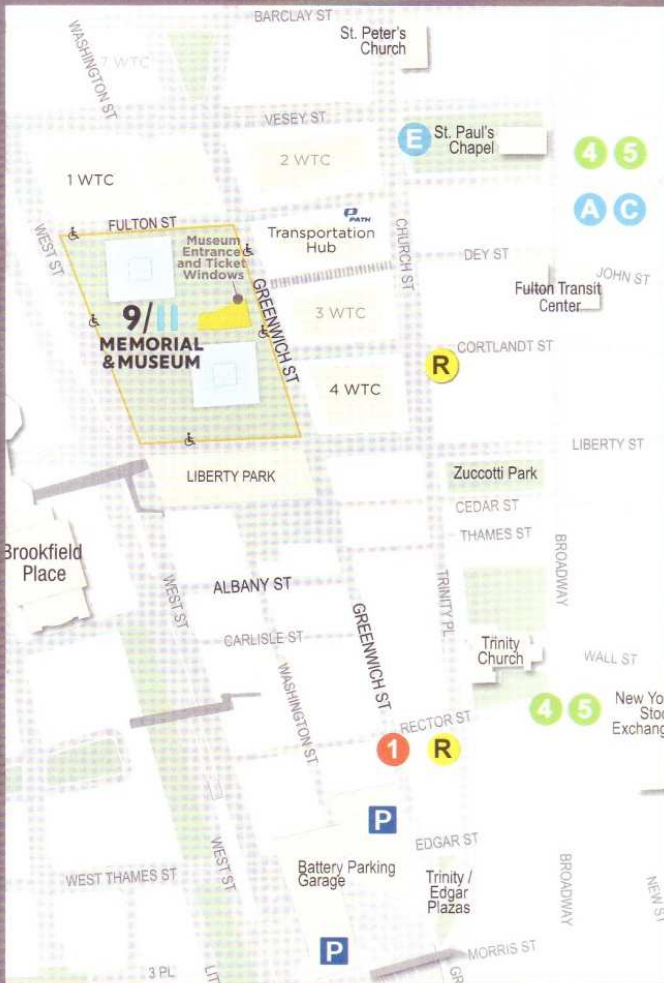 BARCLAY ST
WASHINGTON ST
St. Peter's
Church
7 WTC
VESEY ST
E
St. Paul's
Chapel
4 5
2 WTC
1 WTC
A C
FULTON ST
PATH
Transportation
Hub
WEST ST
CHURCH ST
Museum
Entrance
and Ticket
Windows
DEY ST
JOHN ST
Fulton Transit
Center
GREENWICH ST
3 WTC
9/11
MEMORIAL
& MUSEUM
CORTLANDT ST
R
4 WTC
LIBERTY ST
LIBERTY PARK
Zuccotti Park
CEDAR ST
THAMES ST
Brookfield
Place
BROADWAY
WEST ST
ALBANY ST
TRINITY PL
GREENWICH ST
CARLISLE ST
Trinity
Church
WALL ST
WASHINGTON ST
4 5
New Yo
Stoc
Exchang
RECTOR ST
1 R
P
EDGAR ST
WEST ST
Battery Parking
Garage
WEST THAMES ST
Trinity /
Edgar
Plazas
BROADWAY
NEW ST
P
MORRIS ST
3 PL
LIT
GR